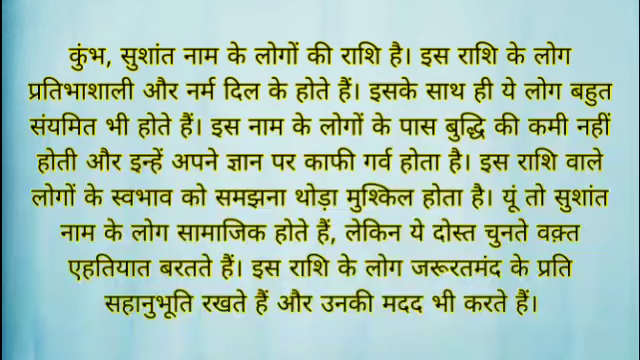 कुंभ, सुशांत नाम के लोगों की राशि है। इस राशि के लोग
प्रतिभाशाली और नर्म दिल के होते हैं। इसके साथ ही ये लोग बहुत
संयमित भी होते हैं। इस नाम के लोगों के पास बुद्धि की कमी नहीं
होती और इन्हें अपने ज्ञान पर काफी गर्व होता है। इस राशि वाले
लोगों के स्वभाव को समझना थोड़ा मुश्किल होता है। यूं तो सुशांत
नाम के लोग सामाजिक होते हैं, लेकिन ये दोस्त चुनते वक़्त
एहतियात बरतते हैं। इस राशि के लोग जरूरतमंद के प्रति
सहानुभूति रखते हैं और उनकी मदद भी करते हैं।